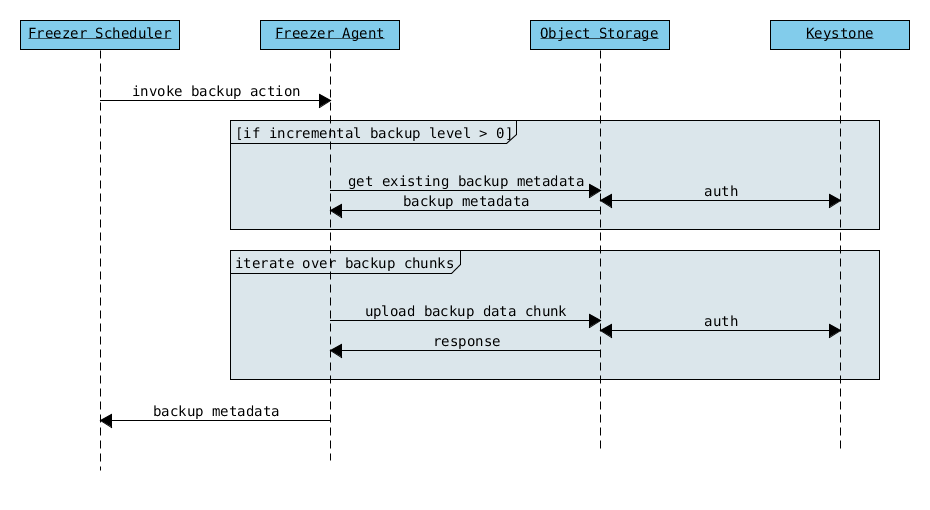 Freezer Scheduler
Freezer Agent
Object Storage
Keystone
invoke backup action
[if incremental backup level > 0]
get existing backup metadata
auth
backup metadata
iterate over backup chunks
upload backup data chunk
auth
response
backup metadata